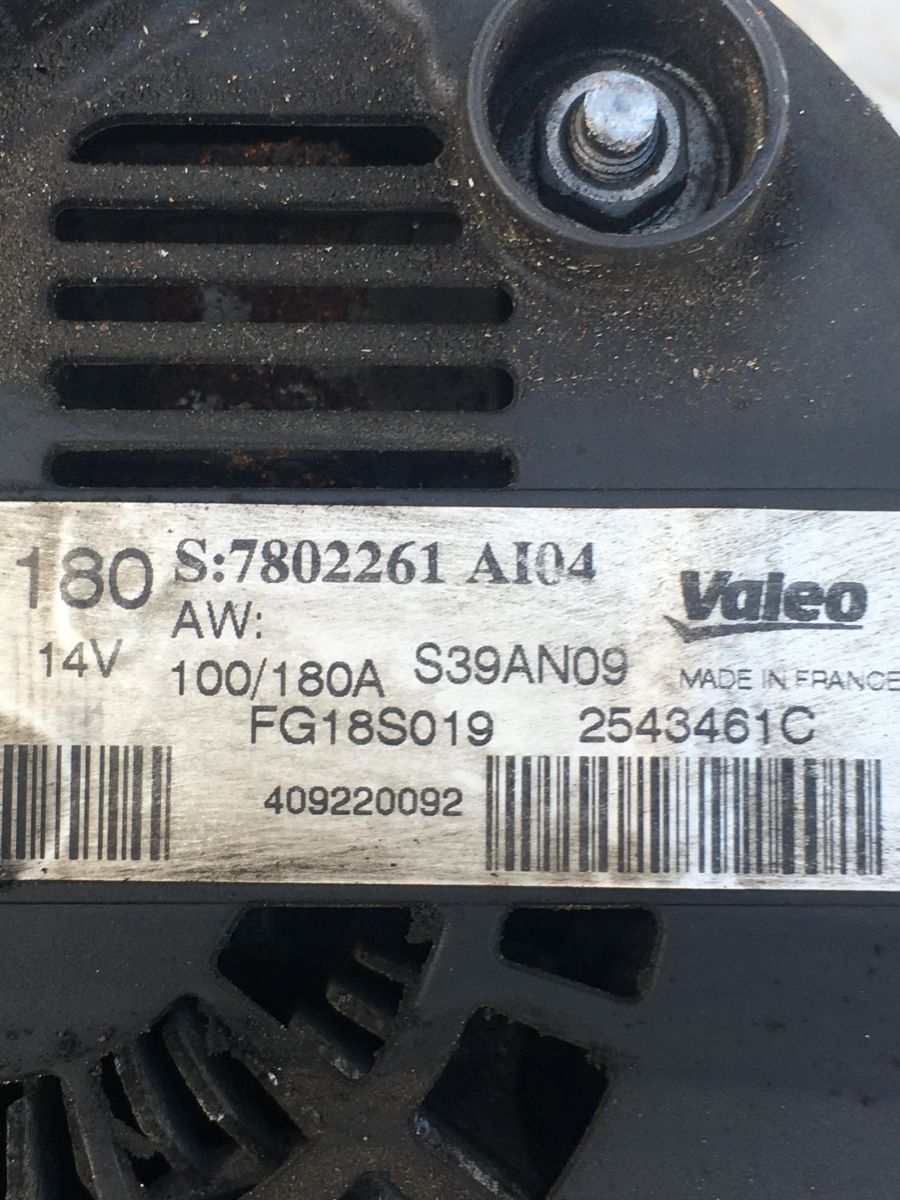 180 S:7802261 AI04
Valeo
AW:
14V 100/180A S39AN09 MADE IN FRANCE
FG18S019 2543461C
409220092